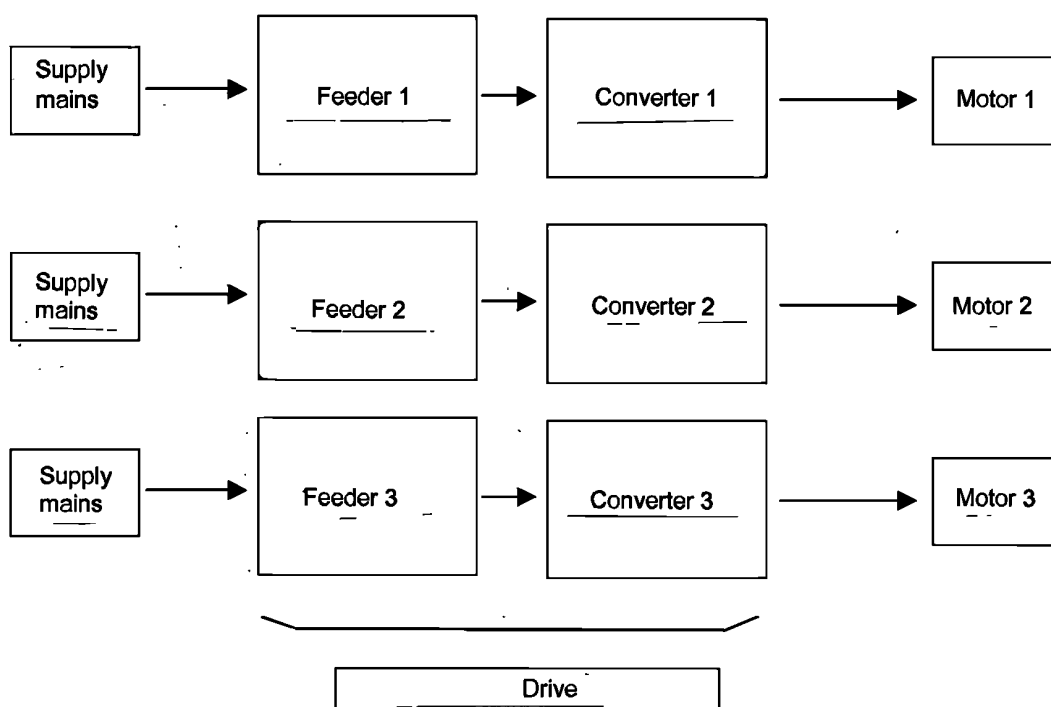 Supply
mains
Feeder 1
Converter 1
Motor 1
Supply
mains
Feeder 2
Converter 2
Motor 2
Supply
mains
Feeder 3
Converter 3
Motor 3
Drive